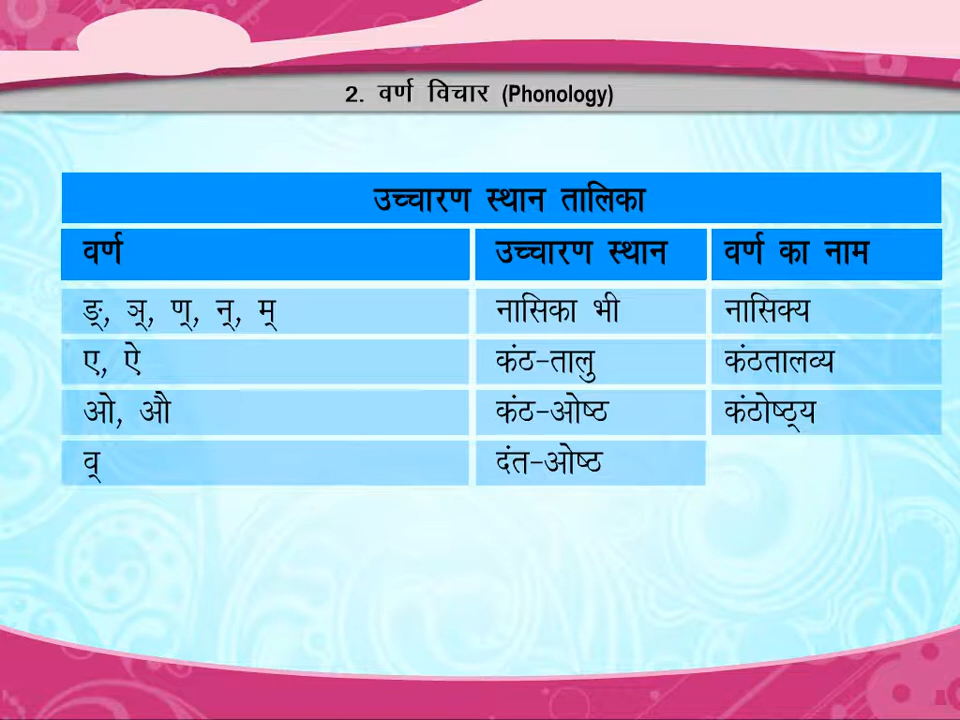 2. वर्ण विचार (Phonology)
उच्चारण स्थान तालिका
वर्ण उच्चारण स्थान वर्ण का नाम
ङ्, ञ्, ण्, न्, म् नासिका भी नासिक्य
ए, ऐ कंठ-तालु कंठतालव्य
ओ, औ कंठ-ओष्ठ कंठोष्ठ्य
व् दंत-ओष्ठ